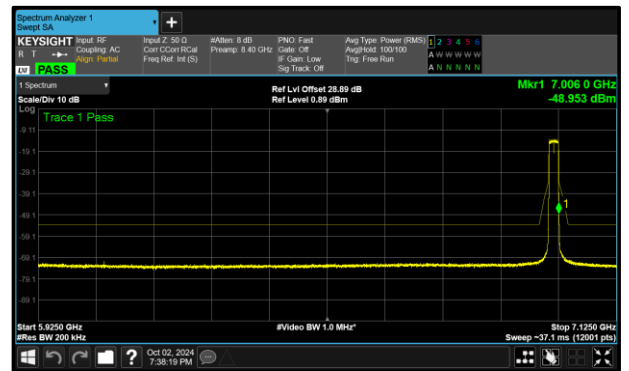 Spectrum Analyzer 1
Swept SA
KEYSIGHT
R T
LXI
PASS
Input: RF
Coupling: AC
Align: Partial
Input Z: 50 Ω
Corr CCorr RCal
Freq Ref: Int (S)
#Atten: 8 dB
Preamp: 8.40 GHz
PNO: Fast
Gate: Off
IF Gain: Low
Sig Track: Off
Avg Type: Power (RMS)
Avg|Hold: 100/100
Trig: Free Run
1 2 3 4 5 6
A W W W W W
A N N N N N
1 Spectrum
Scale/Div 10 dB
Log
Ref Lvl Offset 28.89 dB
Ref Level 0.89 dBm
Mkr1 7.006 0 GHz
-48.953 dBm
Trace 1 Pass
-9.11
-19.1
-29.1
-39.1
-49.1
-59.1
-69.1
-79.1
-89.1
1
Start 5.9250 GHz
#Res BW 200 kHz
#Video BW 1.0 MHz*
Stop 7.1250 GHz
Sweep ~37.1 ms (12001 pts)
?
Oct 02, 2024
7:38:19 PM